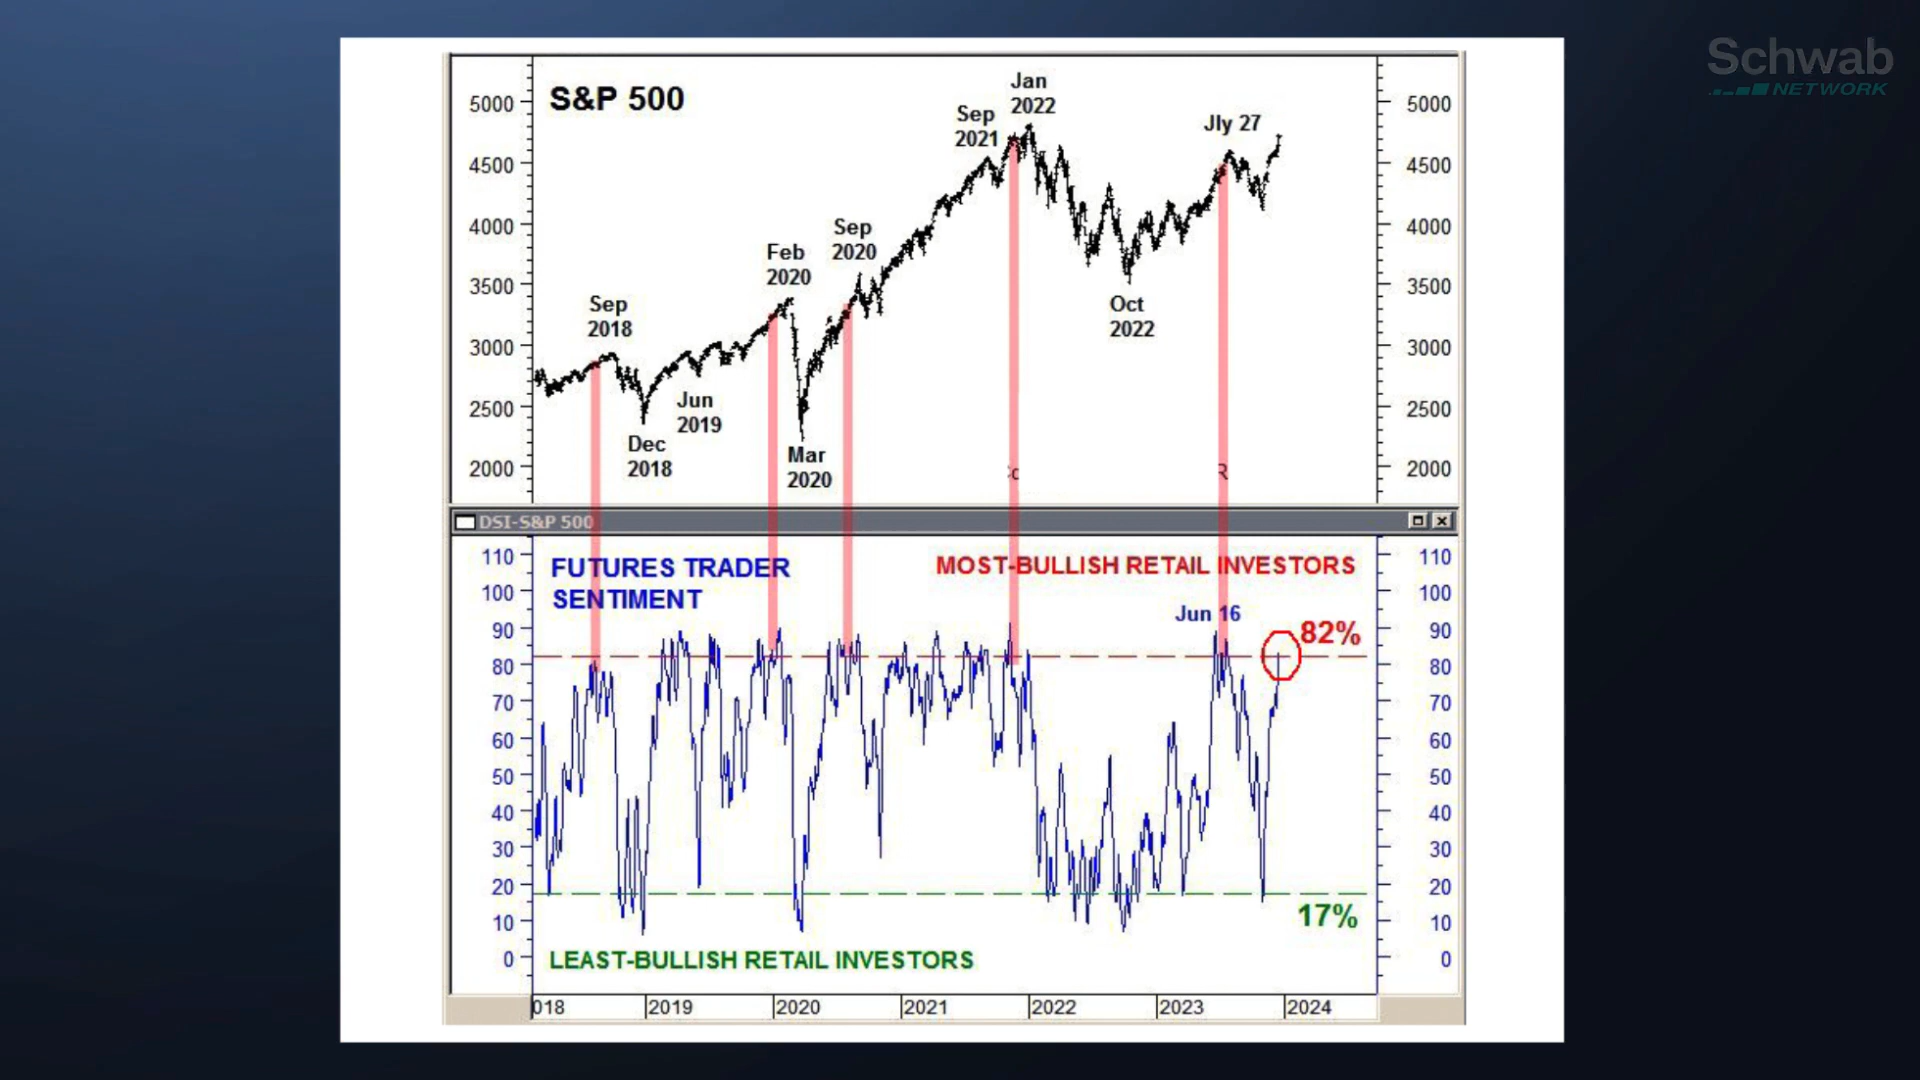 Schwab
NETWORK
S&P 500
Jan
2022
Sep
2021
Jly 27
Sep
2020
Feb
2020
Sep
2018
Oct
2022
Jun
2019
Dec
2018
Mar
2020
R
5000
4500
4000
3500
3000
2500
2000
5000
4500
4000
3500
3000
2500
2000
DSI-S&P 500
FUTURES TRADER
SENTIMENT
MOST-BULLISH RETAIL INVESTORS
Jun 16
82%
17%
LEAST-BULLISH RETAIL INVESTORS
110
100
90
80
70
60
50
40
30
20
10
0
110
100
90
80
70
60
50
40
30
20
10
0
018 2019 2020 2021 2022 2023 2024